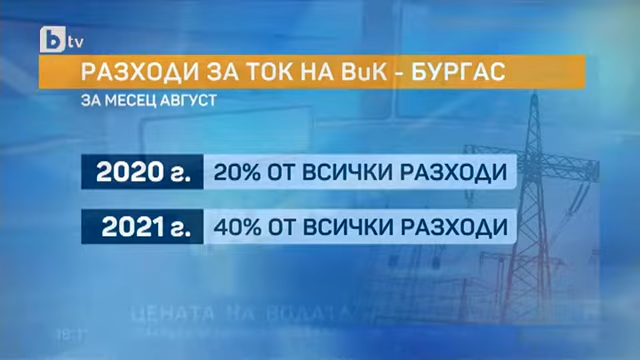 btv
РАЗХОДИ ЗА ТОК НА ВиК - БУРГАС
ЗА МЕСЕЦ АВГУСТ
2020 г. 20% ОТ ВСИЧКИ РАЗХОДИ
2021 г. 40% ОТ ВСИЧКИ РАЗХОДИ
ЦЕНАТА НА ВОДАТА